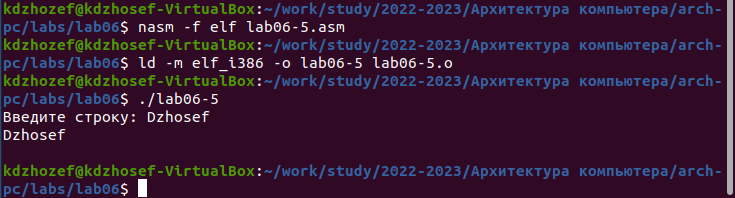 kdzhozef@kdzhosef-VirtualBox:~/work/study/2022-2023/Архитектура компьютера/arch-
pc/labs/lab06$ nasm -f elf lab06-5.asm
kdzhozef@kdzhosef-VirtualBox:~/work/study/2022-2023/Архитектура компьютера/arch-
pc/labs/lab06$ ld -m elf_i386 -o lab06-5 lab06-5.o
kdzhozef@kdzhosef-VirtualBox:~/work/study/2022-2023/Архитектура компьютера/arch-
pc/labs/lab06$ ./lab06-5
Введите строку: Dzhosef
Dzhosef
kdzhozef@kdzhosef-VirtualBox:~/work/study/2022-2023/Архитектура компьютера/arch-
pc/labs/lab06$